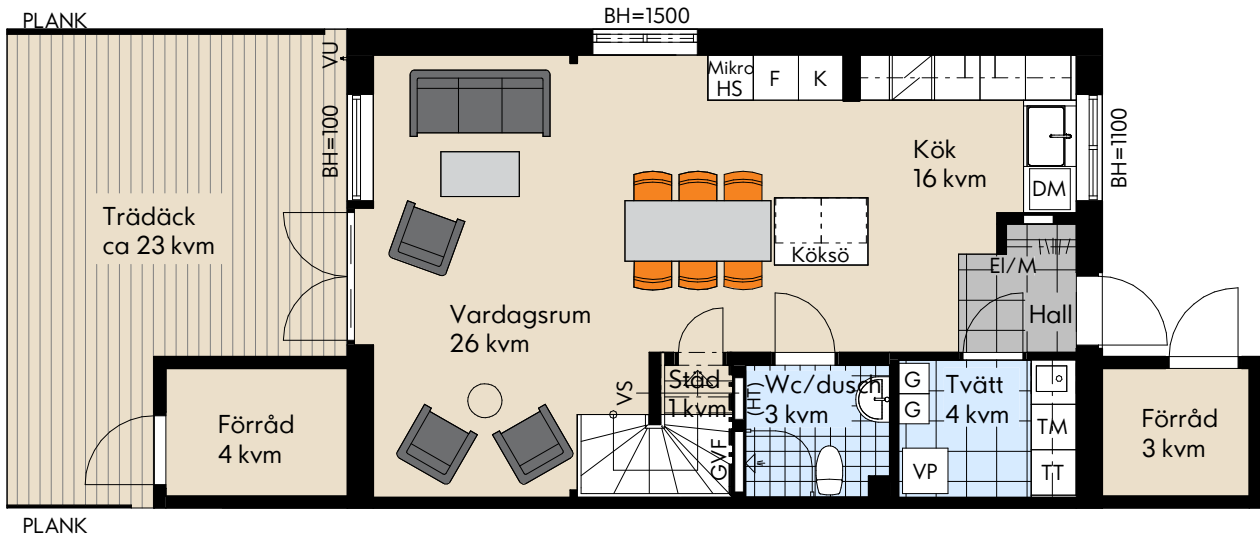 PLANK
BH=1500
VU
Mikro
HS
F
K
BH=100
BH=1100
Kök
16 kvm
DM
Trädäck
ca 23 kvm
Köksö
El/M
Hall
Vardagsrum
26 kvm
VS
Städ
1 kvm
(HT)
Wc/dusch
3 kvm
G
G
Tvätt
4 kvm
TM
TT
VP
GVF
Förråd
4 kvm
Förråd
3 kvm
PLANK